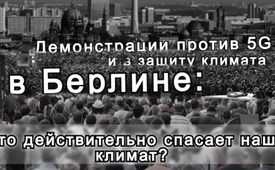 Демонстрации против 5G
и в защиту климата
в Берлине:
то действительно спасает наш
климат?